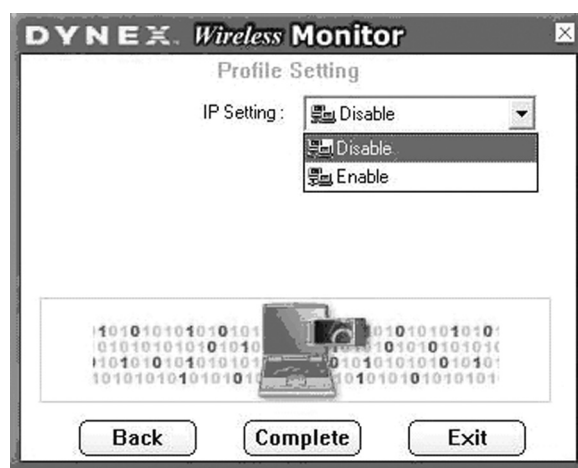 DYNEX Wireless Monitor
Profile Setting
IP Setting : Disable
Disable
Enable
Back Complete Exit